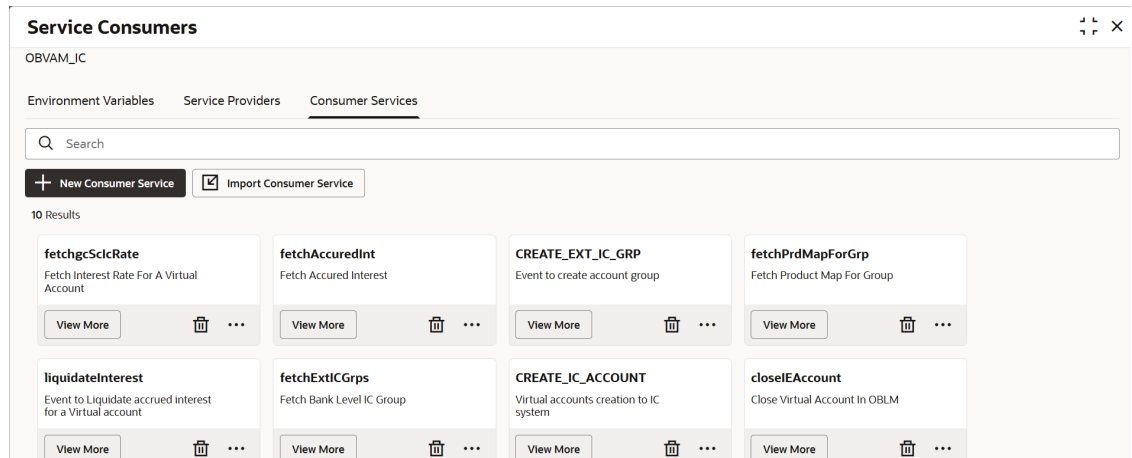 Service Consumers
OBVAM_IC
Environment Variables Service Providers Consumer Services
Search
New Consumer Service Import Consumer Service
10 Results
fetchgcSclcRate fetchAccuredInt CREATE_EXT_IC_GRP fetchPrdMapForGrp
Fetch Interest Rate For A Virtual Fetch Accured Interest Event to create account group Fetch Product Map For Group
Account
View More View More View More View More
liquidateInterest fetchExtICGrps CREATE_IC_ACCOUNT closeIEAccount
Event to Liquidate accrued interest Fetch Bank Level IC Group Virtual accounts creation to IC Close Virtual Account In OBLM
for a Virtual account system
View More View More View More View More